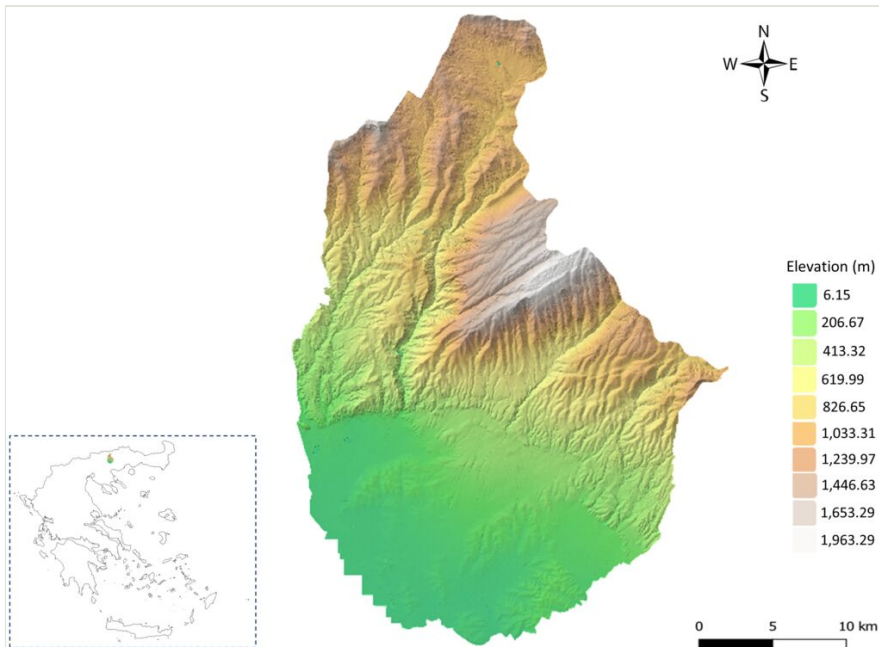 N
W E
S
Elevation (m)
6.15
206.67
413.32
619.99
826.65
1,033.31
1,239.97
1,446.63
1,653.29
1,963.29
0 5 10 km